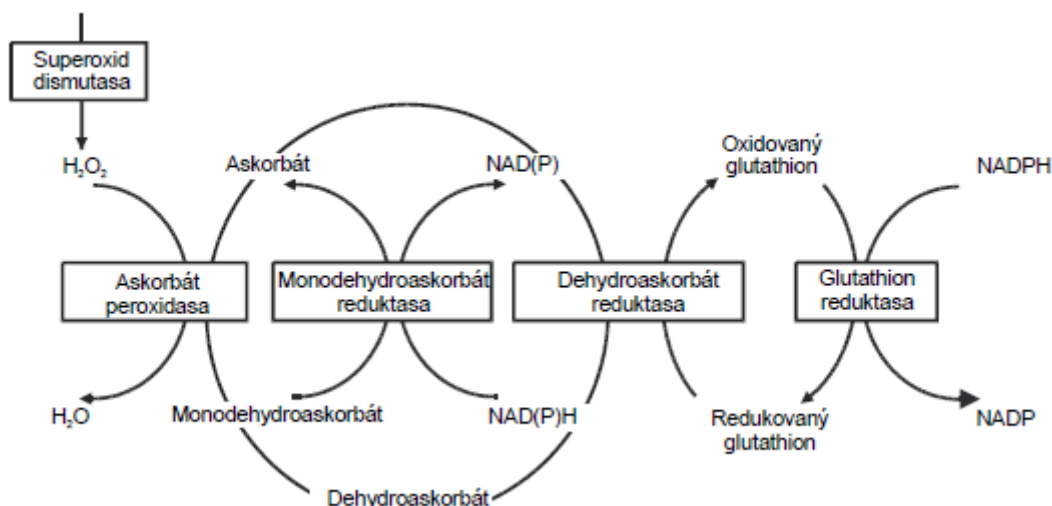 Superoxid
dismutasa
H₂O₂
Askorbát
NAD(P)
Oxidovaný
glutathion
NADPH
Askorbát
peroxidasa
Monodehydroaskorbát
reduktasa
Dehydroaskorbát
reduktasa
Glutathion
reduktasa
H₂O
Monodehydroaskorbát
NAD(P)H
Redukovaný
glutathion
NADP
Dehydroaskorbát